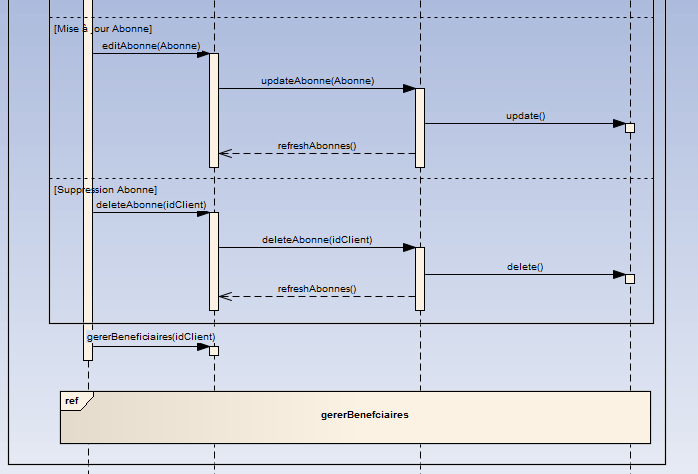 [Mise à jour Abonne]
editAbonne(Abonne)
updateAbonne(Abonne)
update()
refreshAbonnes()
[Suppression Abonne]
deleteAbonne(idClient)
deleteAbonne(idClient)
delete()
refreshAbonnes()
gererBeneficiaires(idClient)
ref
gererBenefciaires